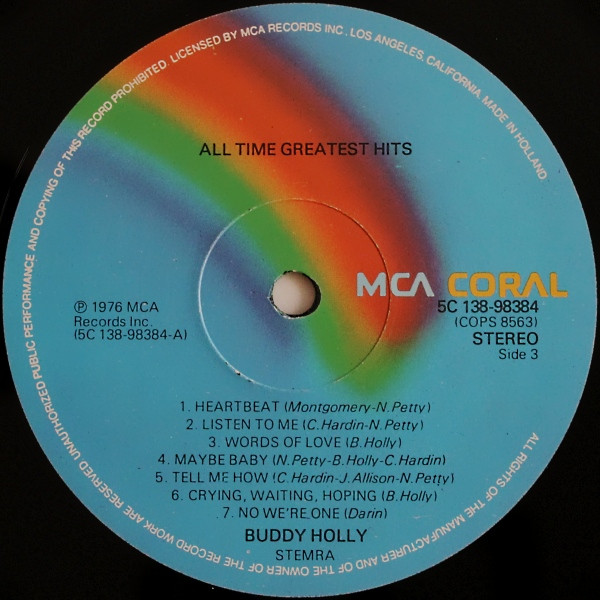 ALL RIGHTS OF THE MANUFACTURER AND OF THE OWNER OF THE RECORD WORK ARE RESERVED UNAUTHORIZED PUBLIC PERFORMANCE AND COPYING OF THIS RECORD PROHIBITED. LICENSED BY MCA RECORDS INC., LOS ANGELES, CALIFORNIA. MADE IN HOLLAND.
ALL TIME GREATEST HITS
MCA CORAL
℗ 1976 MCA
Records Inc.
(5C 138-98384-A)
5C 138-98384
(COPS 8563)
STEREO
Side 3
1. HEARTBEAT (Montgomery-N.Petty)
2. LISTEN TO ME (C.Hardin-N.Petty)
3. WORDS OF LOVE (B.Holly)
4. MAYBE BABY (N.Petty-B.Holly-C.Hardin)
5. TELL ME HOW (C.Hardin-J.Allison-N.Petty)
6. CRYING, WAITING, HOPING (B.Holly)
7. NO WE'RE ONE (Darin)
BUDDY HOLLY
STEMRA